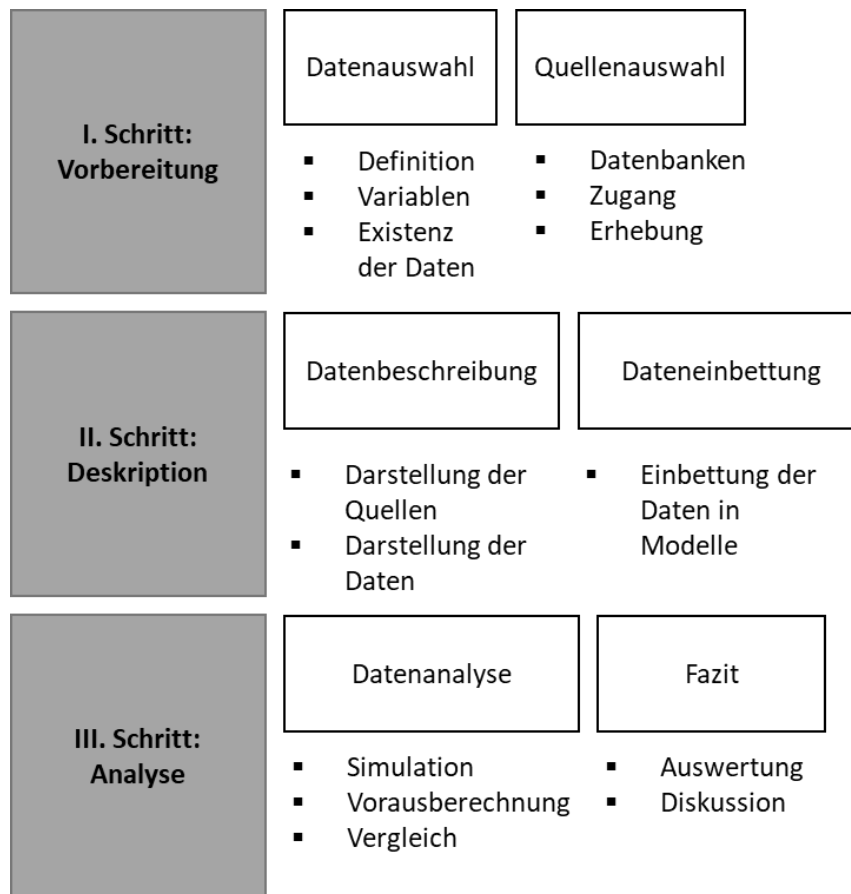 I. Schritt:
Vorbereitung
Datenauswahl
▪ Definition
▪ Variablen
▪ Existenz
der Daten
Quellenauswahl
▪ Datenbanken
▪ Zugang
▪ Erhebung
II. Schritt:
Deskription
Datenbeschreibung
▪ Darstellung der
Quellen
▪ Darstellung der
Daten
Dateneinbettung
▪ Einbettung der
Daten in
Modelle
III. Schritt:
Analyse
Datenanalyse
▪ Simulation
▪ Vorausberechnung
▪ Vergleich
Fazit
▪ Auswertung
▪ Diskussion